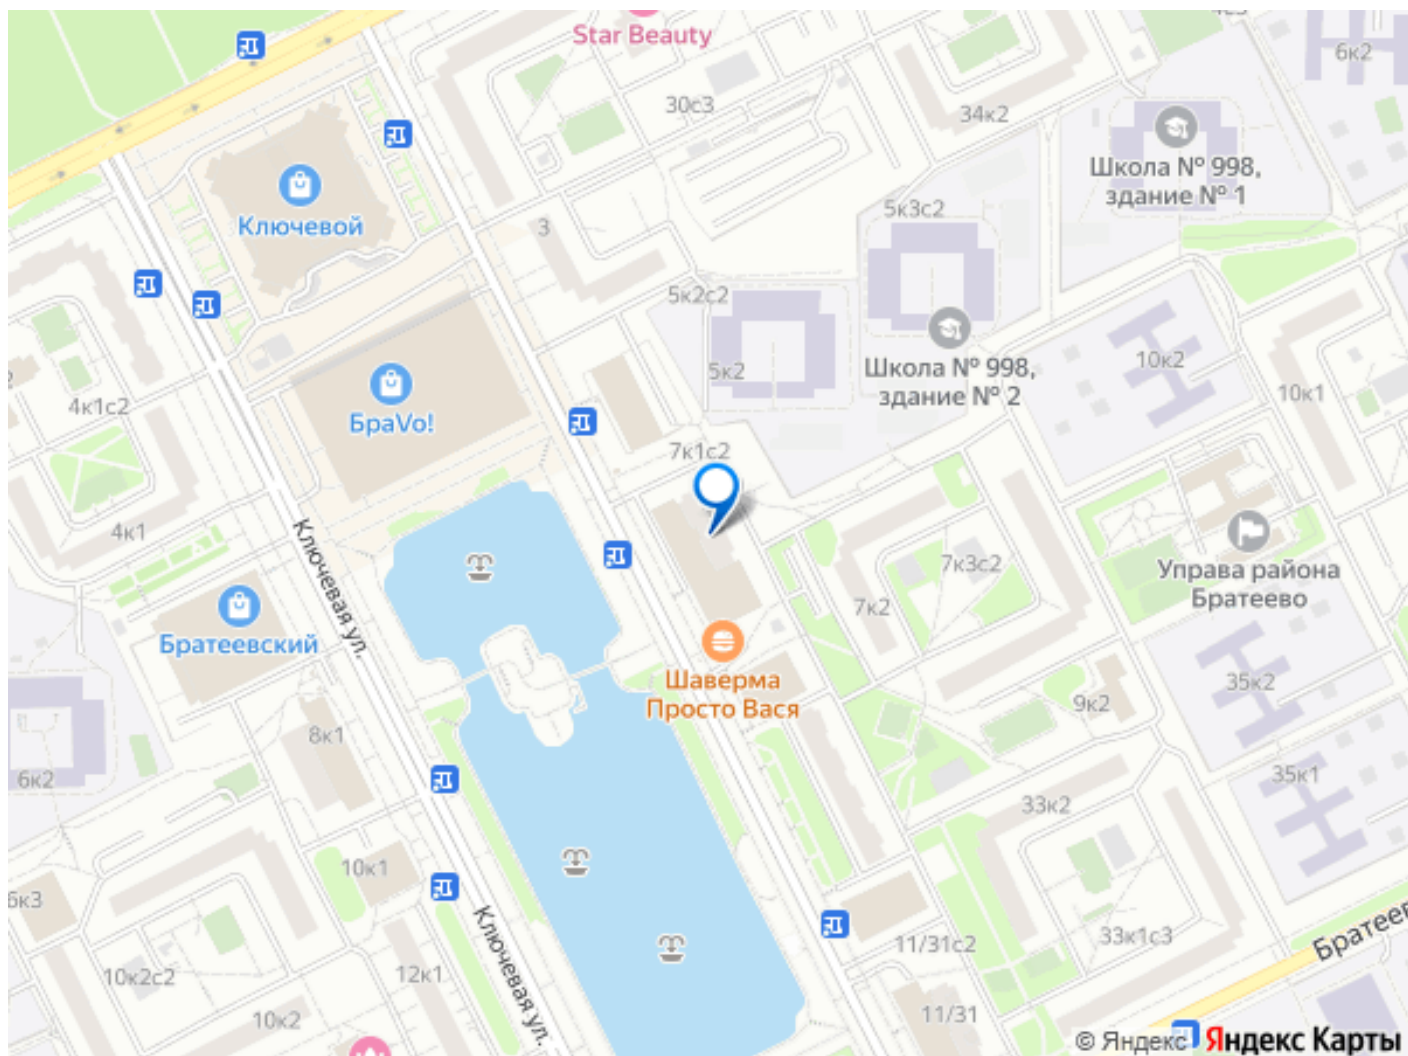 Star Beauty
6к2
30с3
34к2
Школа № 998,
здание № 1
5к3с2
Ключевой
3
5к2с2
Школа № 998,
здание № 2
5к2
10к2
10к1
4к1с2
БраVo!
7к1с2
4к1
Ключевая ул.
7к3с2
Управа района
Братеево
7к2
Братеевский
Шаверма
Просто Вася
35к2
9к2
8к1
6к2
35к1
33к2
10к1
6к3
11/31с2
33к1с3
Ключевая ул.
10к2с2
12к1
11/31
10к2
© Яндекс
Яндекс Карты